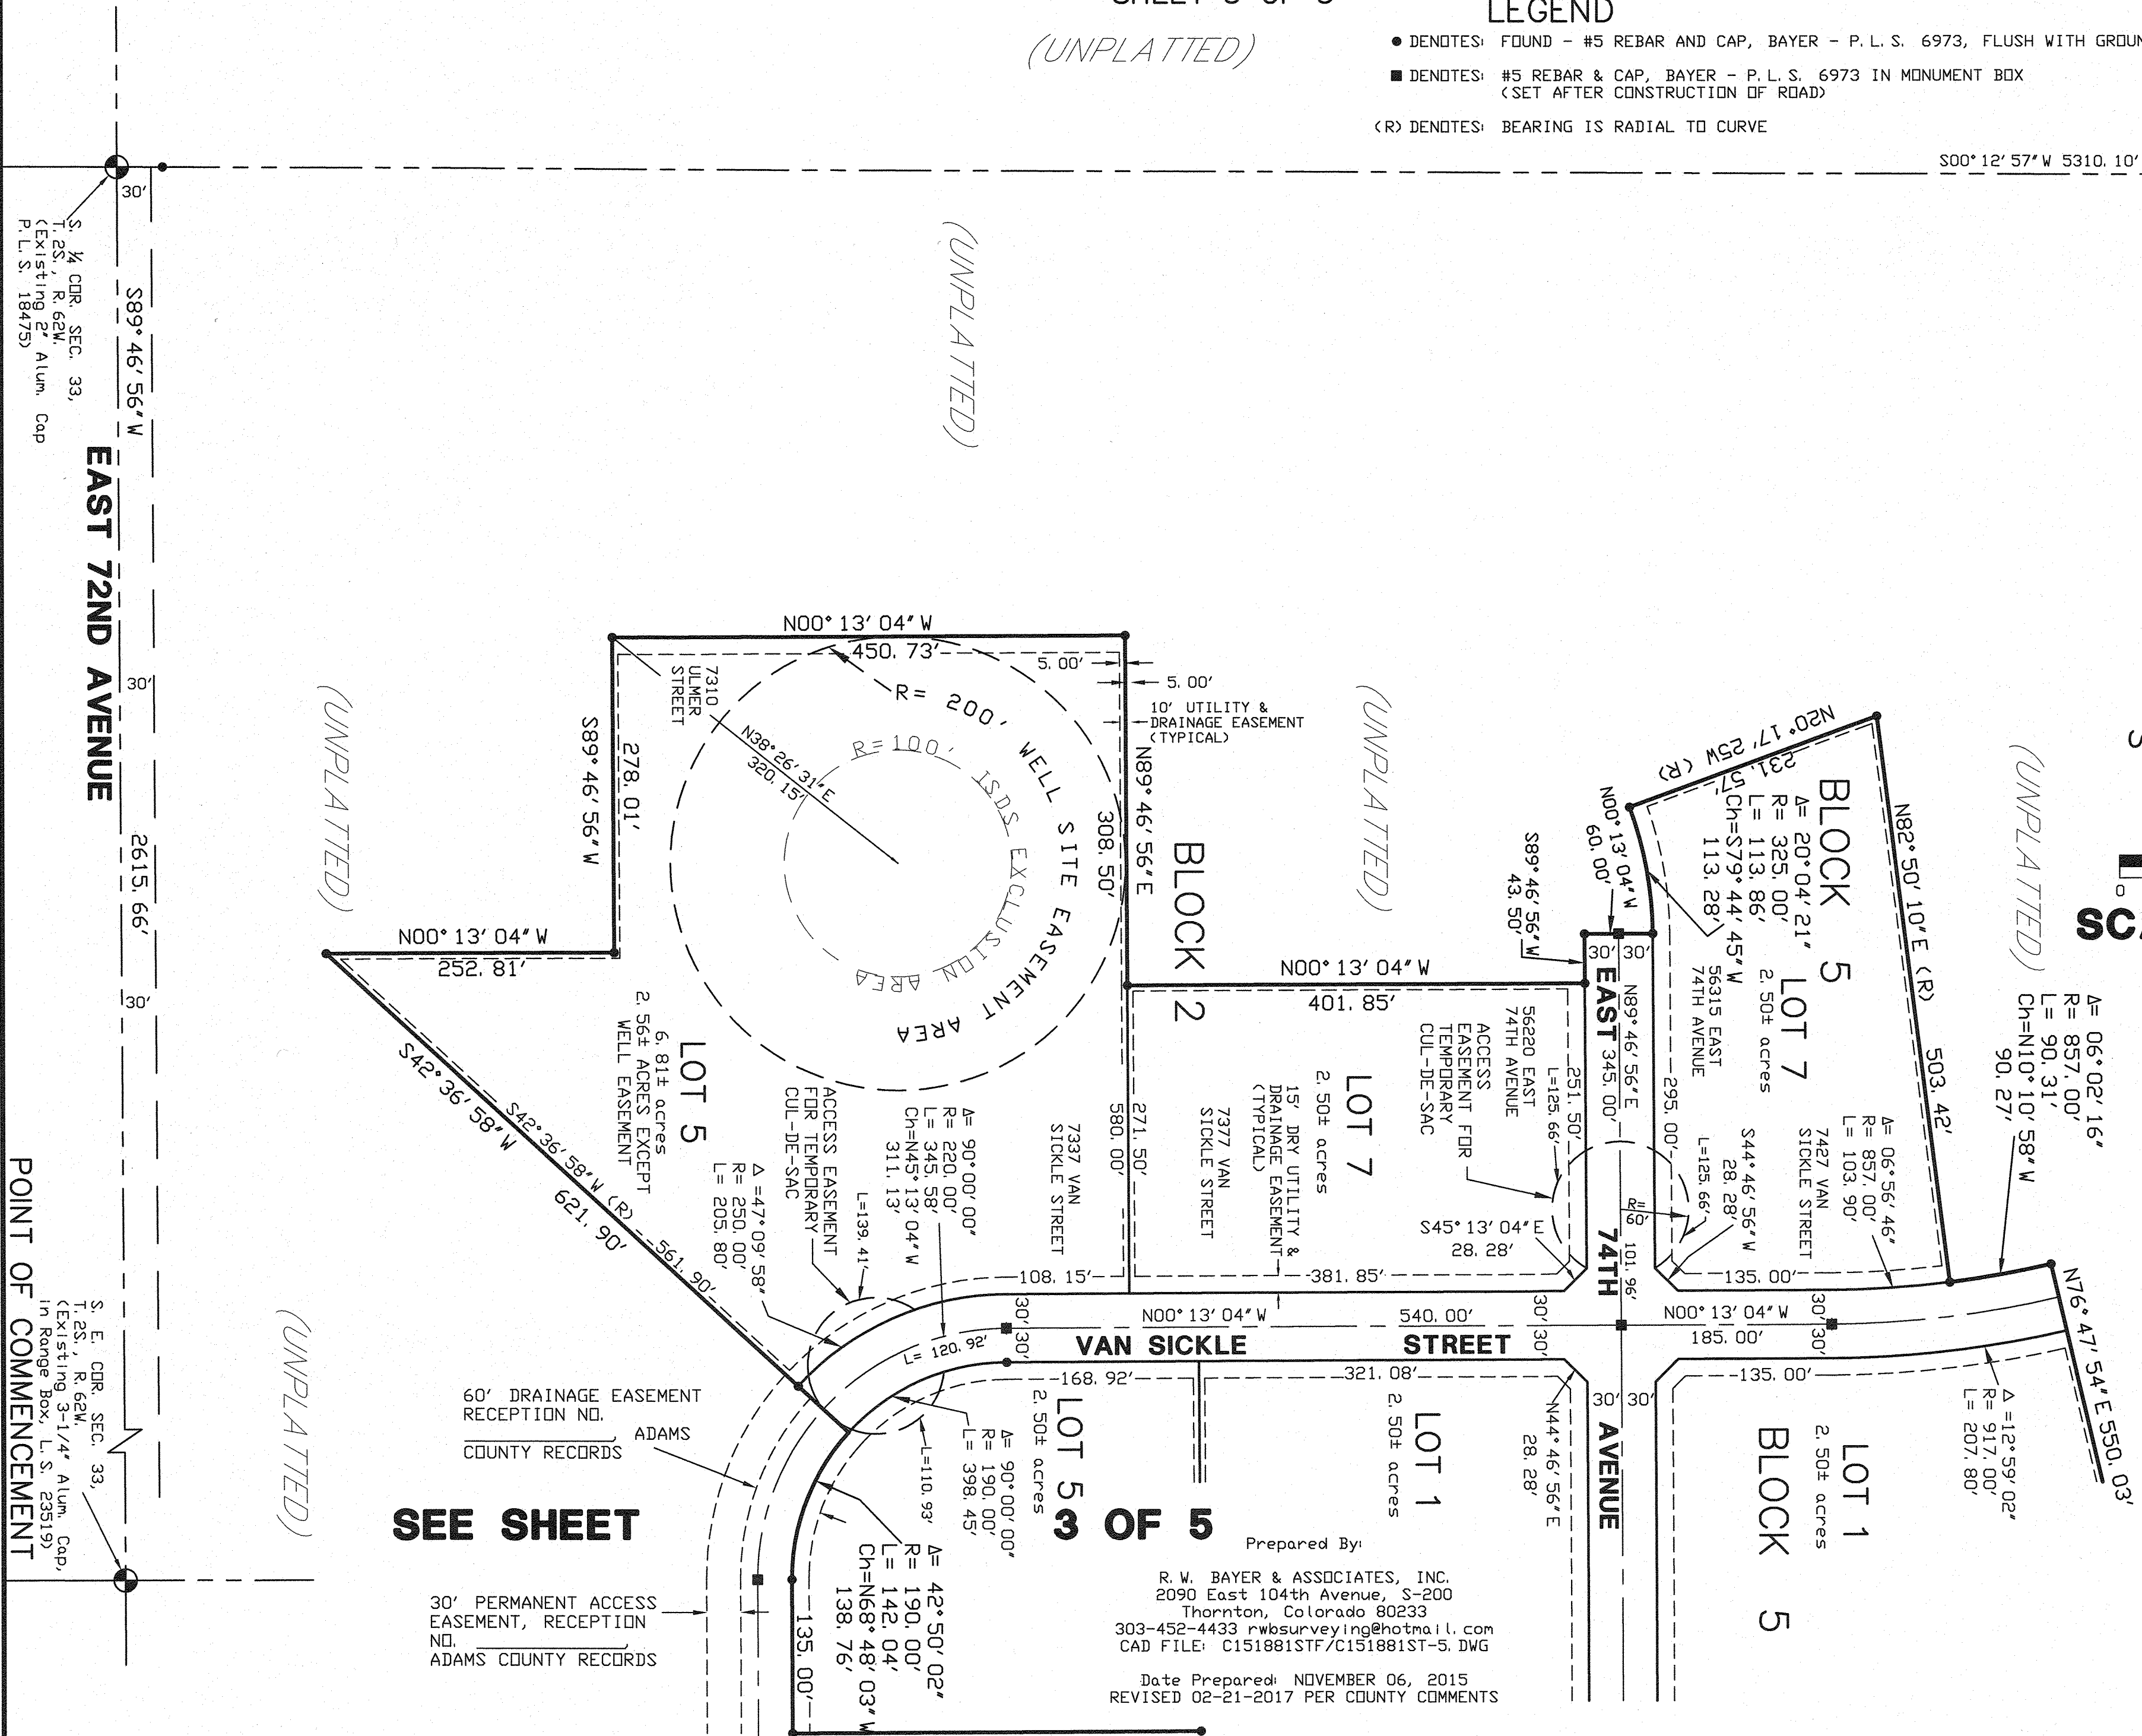 (UNPLATTED)
LEGEND
● DENOTES: FOUND - #5 REBAR AND CAP, BAYER - P.L.S. 6973, FLUSH WITH
■ DENOTES: #5 REBAR & CAP, BAYER - P.L.S. 6973 IN MONUMENT BOX
(SET AFTER CONSTRUCTION OF ROAD)
(R) DENOTES: BEARING IS RADIAL TO CURVE
S00°12'57"W 5310.10'
30'
S. ¼ COR. SEC. 33,
T.2S., R.62W.
(Existing 2" Alum. Cap
P.L.S. 18475)
S89°46'56"W
EAST 72ND AVENUE
30'
2615.66'
30'
POINT OF COMMENCEMENT
S. E. COR. SEC. 33,
T.2S., R.62W.
(Existing 3-1/4" Alum. Cap,
in Range Box, L.S. 23519)
(UNPLATTED)
(UNPLATTED)
(UNPLATTED)
(UNPLATTED)
(UNPLATTED)
N00°13'04"W
450.73'
5.00'
5.00'
10' UTILITY &
DRAINAGE EASEMENT
(TYPICAL)
7310
ULMER
STREET
R= 200' WELL SITE EASEMENT AREA
R=100' ISDS EXCLUSION AREA
N38°26'31"E
320.15'
S89°46'56"W
278.01'
N89°46'56"E
308.50'
BLOCK 2
N00°13'04"W
252.81'
LOT 5
6.81± acres
2.56± ACRES EXCEPT
WELL EASEMENT
S42°36'58"W
621.90'
S42°36'58"W (R)
561.90'
Δ=47°09'58"
R= 250.00'
L= 205.80'
ACCESS EASEMENT
FOR TEMPORARY
CUL-DE-SAC
L=139.41'
Δ= 90°00'00"
R= 220.00'
L= 345.58'
Ch=N45°13'04"W
311.13'
7337 VAN
SICKLE STREET
580.00'
271.50'
108.15'
N00°13'04"W
401.85'
LOT 7
2.50± acres
7377 VAN
SICKLE STREET
15' DRY UTILITY &
DRAINAGE EASEMENT
(TYPICAL)
381.85'
ACCESS
EASEMENT FOR
TEMPORARY
CUL-DE-SAC
56220 EAST
74TH AVENUE
L=125.66'
251.50'
S45°13'04"E
28.28'
S89°46'56"W
43.50'
N00°13'04"W
60.00'
30'
30'
EAST 74TH AVENUE
N89°46'56"E
345.00'
101.96'
R=
60'
295.00'
L=125.66'
S44°46'56"W
28.28'
N20°17'25W (R)
231.57'
BLOCK 5
Δ= 20°04'21"
R= 325.00'
L= 113.86'
Ch=S79°44'45"W
113.28'
LOT 7
2.50± acres
56315 EAST
74TH AVENUE
7427 VAN
SICKLE STREET
Δ= 06°56'46"
R= 857.00'
L= 103.90'
N82°50'10"E (R)
503.42'
Δ= 06°02'16"
R= 857.00'
L= 90.31'
Ch=N10°10'58"W
90.27'
135.00'
N76°47'54"E 550.03'
30'
30'
N00°13'04"W
540.00'
30'
30'
N00°13'04"W
185.00'
30'
30'
VAN SICKLE STREET
L= 120.92'
168.92'
321.08'
135.00'
Δ=12°59'02"
R= 917.00'
L= 207.80'
30'
30'
N44°46'56"E
28.28'
LOT 5
2.50± acres
LOT 1
2.50± acres
LOT 1
2.50± acres
BLOCK 5
Δ= 90°00'00"
R= 190.00'
L= 398.45'
L=110.93'
Δ= 42°50'02"
R= 190.00'
L= 142.04'
Ch=N68°48'03"W
138.76'
135.00'
60' DRAINAGE EASEMENT
RECEPTION NO.
ADAMS
COUNTY RECORDS
SEE SHEET 3 OF 5
30' PERMANENT ACCESS
EASEMENT, RECEPTION
NO. ,
ADAMS COUNTY RECORDS
Prepared By:
R.W. BAYER & ASSOCIATES, INC.
2090 East 104th Avenue, S-200
Thornton, Colorado 80233
303-452-4433 rwbsurveying@hotmail.com
CAD FILE: C151881STF/C151881ST-5.DWG
Date Prepared: NOVEMBER 06, 2015
REVISED 02-21-2017 PER COUNTY COMMENTS